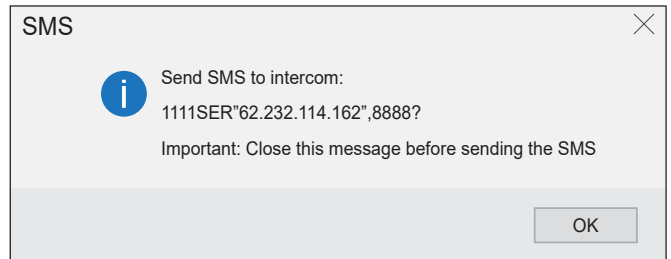 SMS
Send SMS to intercom:
1111SER”62.232.114.162”,8888?
Important: Close this message before sending the SMS
OK